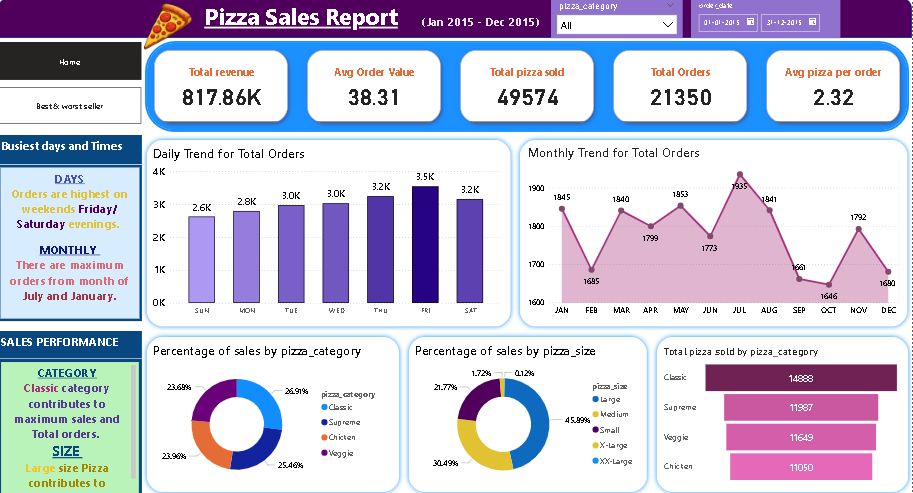 Pizza Sales Report
(Jan 2015 - Dec 2015)
pizza_category
All
order_date
01-01-2015
31-12-2015
Home
Best & worst seller
Total revenue
817.86K
Avg Order Value
38.31
Total pizza sold
49574
Total Orders
21350
Avg pizza per order
2.32
Busiest days and Times
DAYS
Orders are highest on
weekends Friday/
Saturday evenings.
MONTHLY
There are maximum
orders from month of
July and January.
Daily Trend for Total Orders
4K
3K
2K
1K
0K
2.6K
2.8K
3.0K
3.0K
3.2K
3.5K
3.2K
SUN
MON
TUE
WED
THU
FRI
SAT
Monthly Trend for Total Orders
1900
1800
1700
1600
1845
1685
1840
1799
1853
1773
1935
1841
1661
1646
1792
1680
JAN
FEB
MAR
APR
MAY
JUN
JUL
AUG
SEP
OCT
NOV
DEC
SALES PERFORMANCE
CATEGORY
Classic category
contributes to
maximum sales and
Total orders.
SIZE
Large size Pizza
contributes to
Percentage of sales by pizza_category
23.68%
26.91%
23.96%
25.46%
pizza_category
Classic
Supreme
Chicken
Veggie
Percentage of sales by pizza_size
1.72%
0.12%
21.77%
45.89%
30.49%
pizza_size
Large
Medium
Small
X-Large
XX-Large
Total pizza sold by pizza_category
Classic
14888
Supreme
11987
Veggie
11649
Chicken
11050